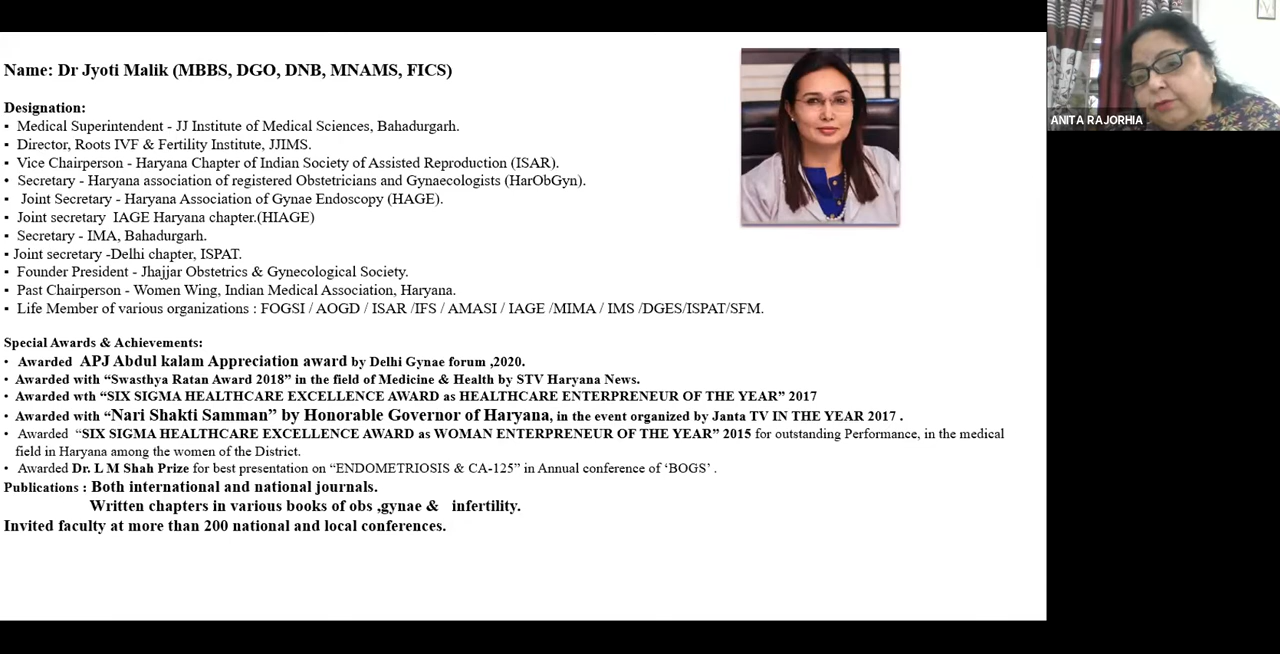 Name: Dr Jyoti Malik (MBBS, DGO, DNB, MNAMS, FICS)
Designation:
▪ Medical Superintendent - JJ Institute of Medical Sciences, Bahadurgarh.
▪ Director, Roots IVF & Fertility Institute, JJIMS.
▪ Vice Chairperson - Haryana Chapter of Indian Society of Assisted Reproduction (ISAR).
• Secretary - Haryana association of registered Obstetricians and Gynaecologists (HarObGyn).
▪ Joint Secretary - Haryana Association of Gynae Endoscopy (HAGE).
▪ Joint secretary IAGE Haryana chapter.(HIAGE)
▪ Secretary - IMA, Bahadurgarh.
▪ Joint secretary -Delhi chapter, ISPAT.
▪ Founder President - Jhajjar Obstetrics & Gynecological Society.
▪ Past Chairperson - Women Wing, Indian Medical Association, Haryana.
▪ Life Member of various organizations : FOGSI / AOGD / ISAR /IFS / AMASI / IAGE /MIMA / IMS /DGES/ISPAT/SFM.
Special Awards & Achievements:
• Awarded APJ Abdul kalam Appreciation award by Delhi Gynae forum ,2020.
• Awarded with “Swasthya Ratan Award 2018” in the field of Medicine & Health by STV Haryana News.
• Awarded wth “SIX SIGMA HEALTHCARE EXCELLENCE AWARD as HEALTHCARE ENTERPRENEUR OF THE YEAR” 2017
• Awarded with “Nari Shakti Samman” by Honorable Governor of Haryana, in the event organized by Janta TV IN THE YEAR 2017 .
• Awarded “SIX SIGMA HEALTHCARE EXCELLENCE AWARD as WOMAN ENTERPRENEUR OF THE YEAR” 2015 for outstanding Performance, in the medical
field in Haryana among the women of the District.
• Awarded Dr. L M Shah Prize for best presentation on “ENDOMETRIOSIS & CA-125” in Annual conference of ‘BOGS’ .
Publications : Both international and national journals.
Written chapters in various books of obs ,gynae & infertility.
Invited faculty at more than 200 national and local conferences.
ANITA RAJORHIA